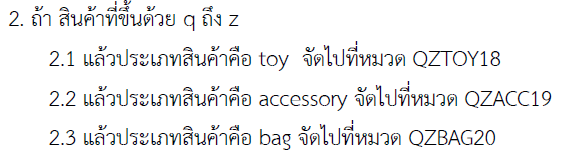 2. ถ้า สินค้าที่ขึ้นด้วย q ถึง z
2.1 แล้วประเภทสินค้าคือ toy จัดไปที่หมวด QZTOY18
2.2 แล้วประเภทสินค้าคือ accessory จัดไปที่หมวด QZACC19
2.3 แล้วประเภทสินค้าคือ bag จัดไปที่หมวด QZBAG20